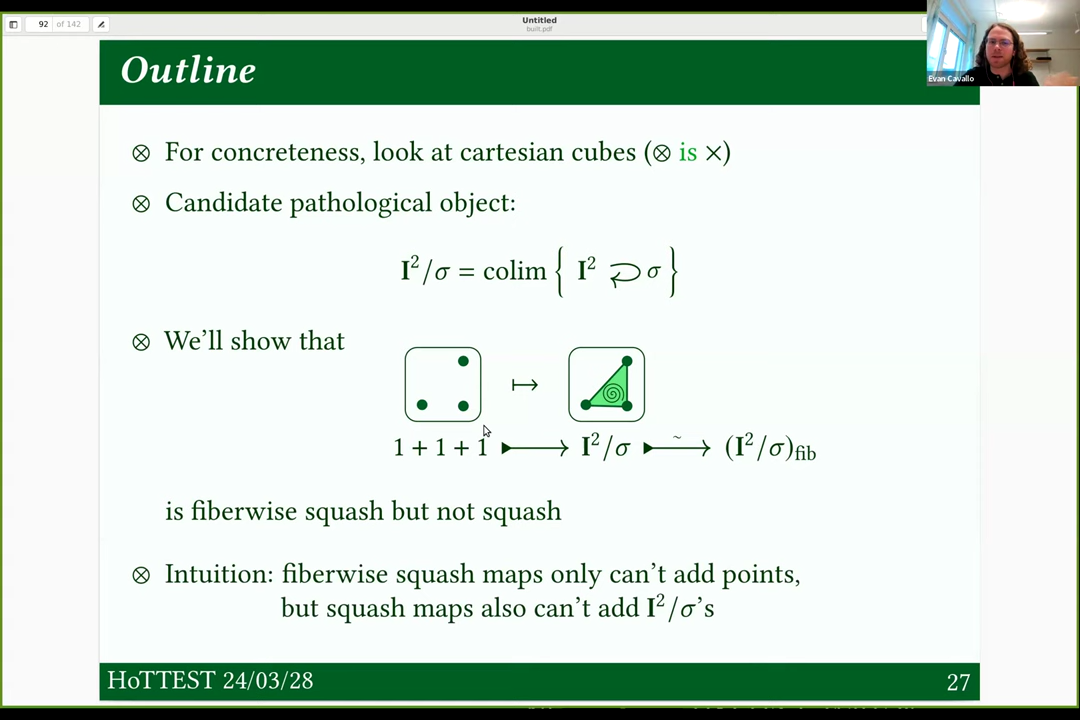 92 of 142
Untitled
built.pdf
Evan Cavallo
Outline
⊗ For concreteness, look at cartesian cubes (⊗ is ×)
⊗ Candidate pathological object:
I²/σ = colim { I² ⮌ σ }
⊗ We'll show that
↦
1 + 1 + 1 ▸⟶ I²/σ ▸⟶ ~ (I²/σ)fib
is fiberwise squash but not squash
⊗ Intuition: fiberwise squash maps only can't add points,
but squash maps also can't add I²/σ's
HoTTEST 24/03/28
27